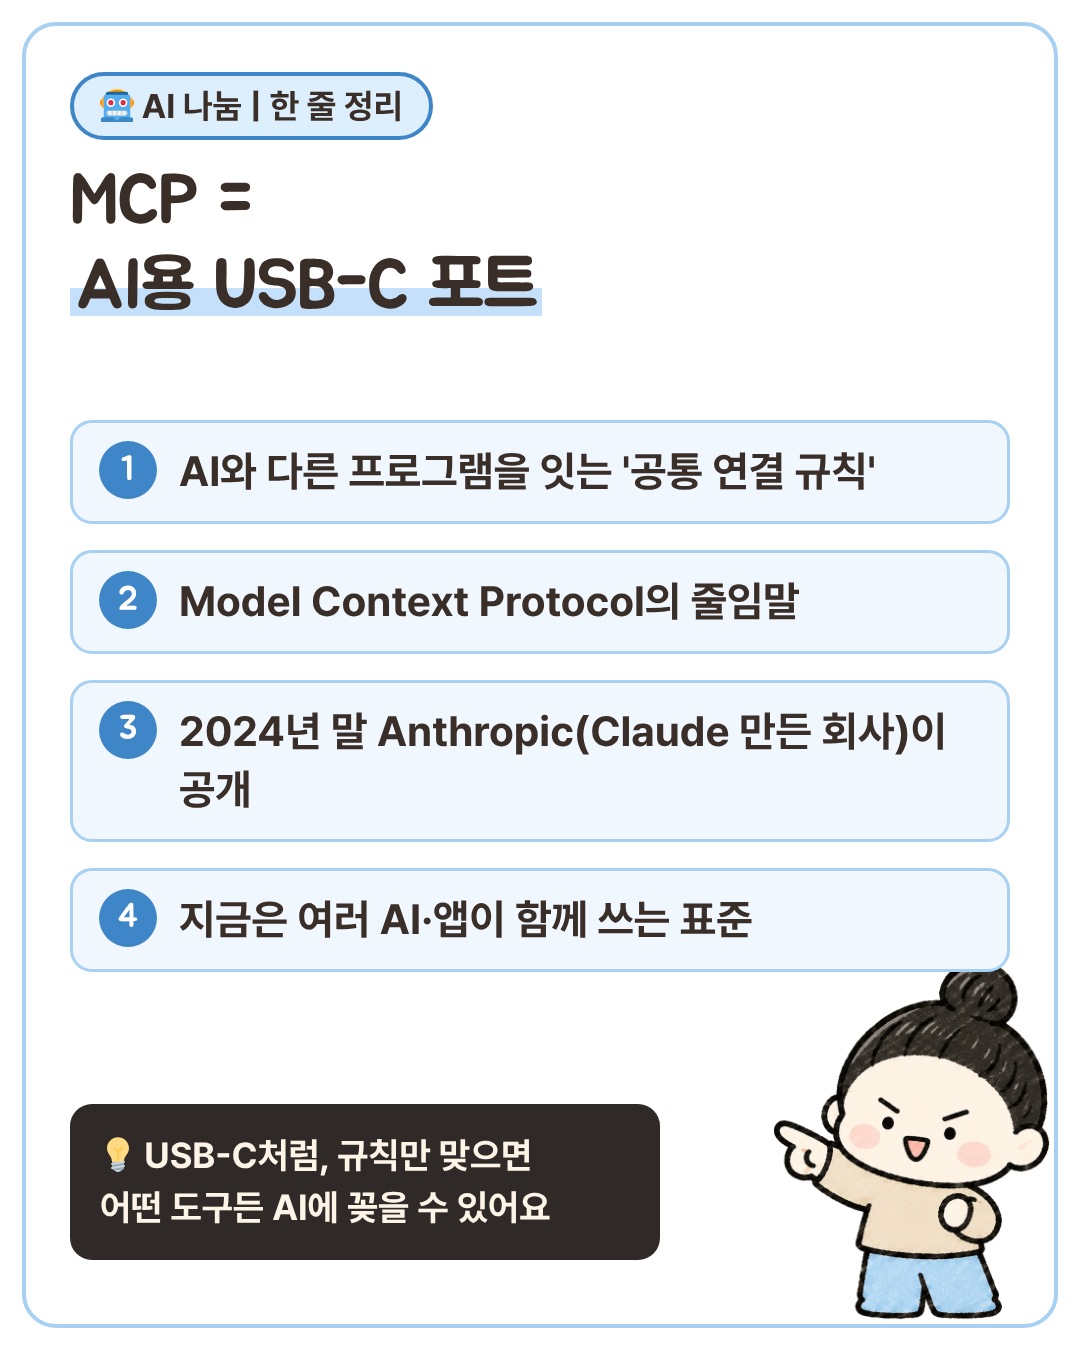 🤖 AI 나눔 | 한 줄 정리
MCP =
AI용 USB-C 포트
1 AI와 다른 프로그램을 잇는 '공통 연결 규칙'
2 Model Context Protocol의 줄임말
3 2024년 말 Anthropic(Claude 만든 회사)이
공개
4 지금은 여러 AI·앱이 함께 쓰는 표준
💡 USB-C처럼, 규칙만 맞으면
어떤 도구든 AI에 꽂을 수 있어요